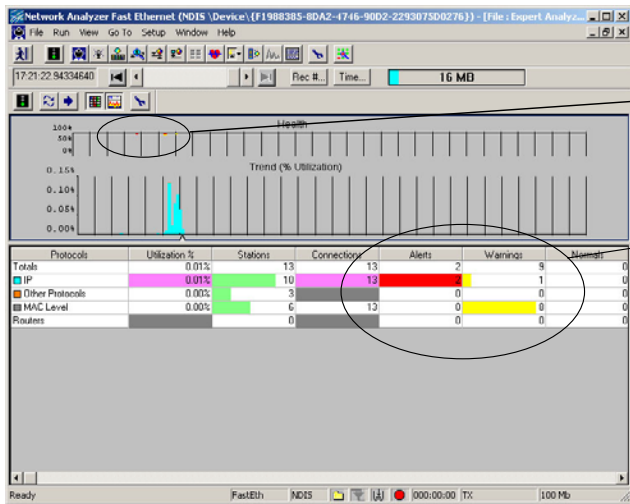 Network Analyzer Fast Ethernet (NDIS \Device\{F1988385-8DA2-4746-90D2-2293075D0276}) - [File : Expert Analyz...
File Run View Go To Setup Window Help
17:21:22.94334640 Rec #... Time... 16 MB
Health
100%
50%
0%
Trend (% Utilization)
0.15%
0.10%
0.05%
0.00%
Protocols Utilization % Stations Connections Alerts Warnings Normals
Totals 0.01% 13 13 2 9 0
IP 0.01% 10 13 2 1 0
Other Protocols 0.00% 3 0 0 0
MAC Level 0.00% 6 13 0 8 0
Routers 0 0 0 0
Ready FastEth NDIS 000:00:00 TX 100 Mb